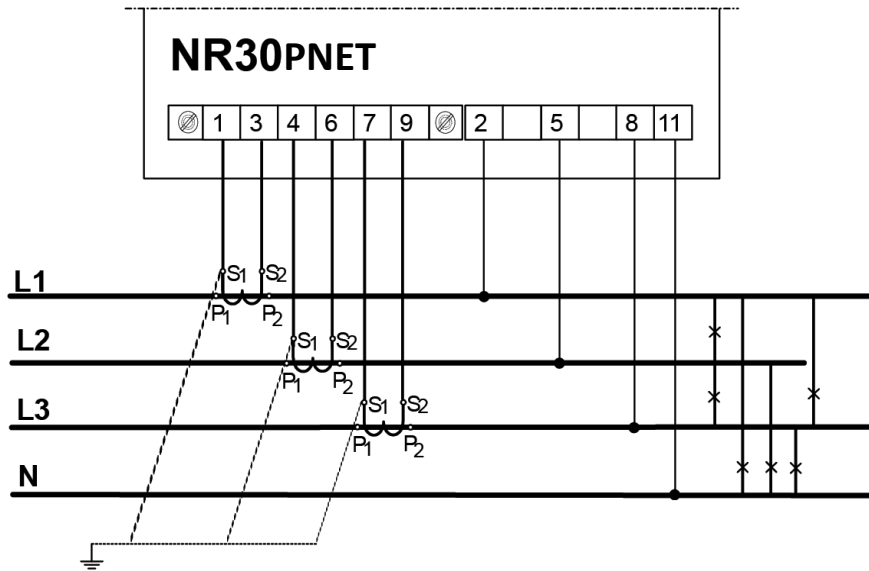 NR30PNET
1 3 4 6 7 9 2 5 8 11
S1 S2
L1
P1 P2
S1 S2
L2
P1 P2
S1 S2
L3
P1 P2
N